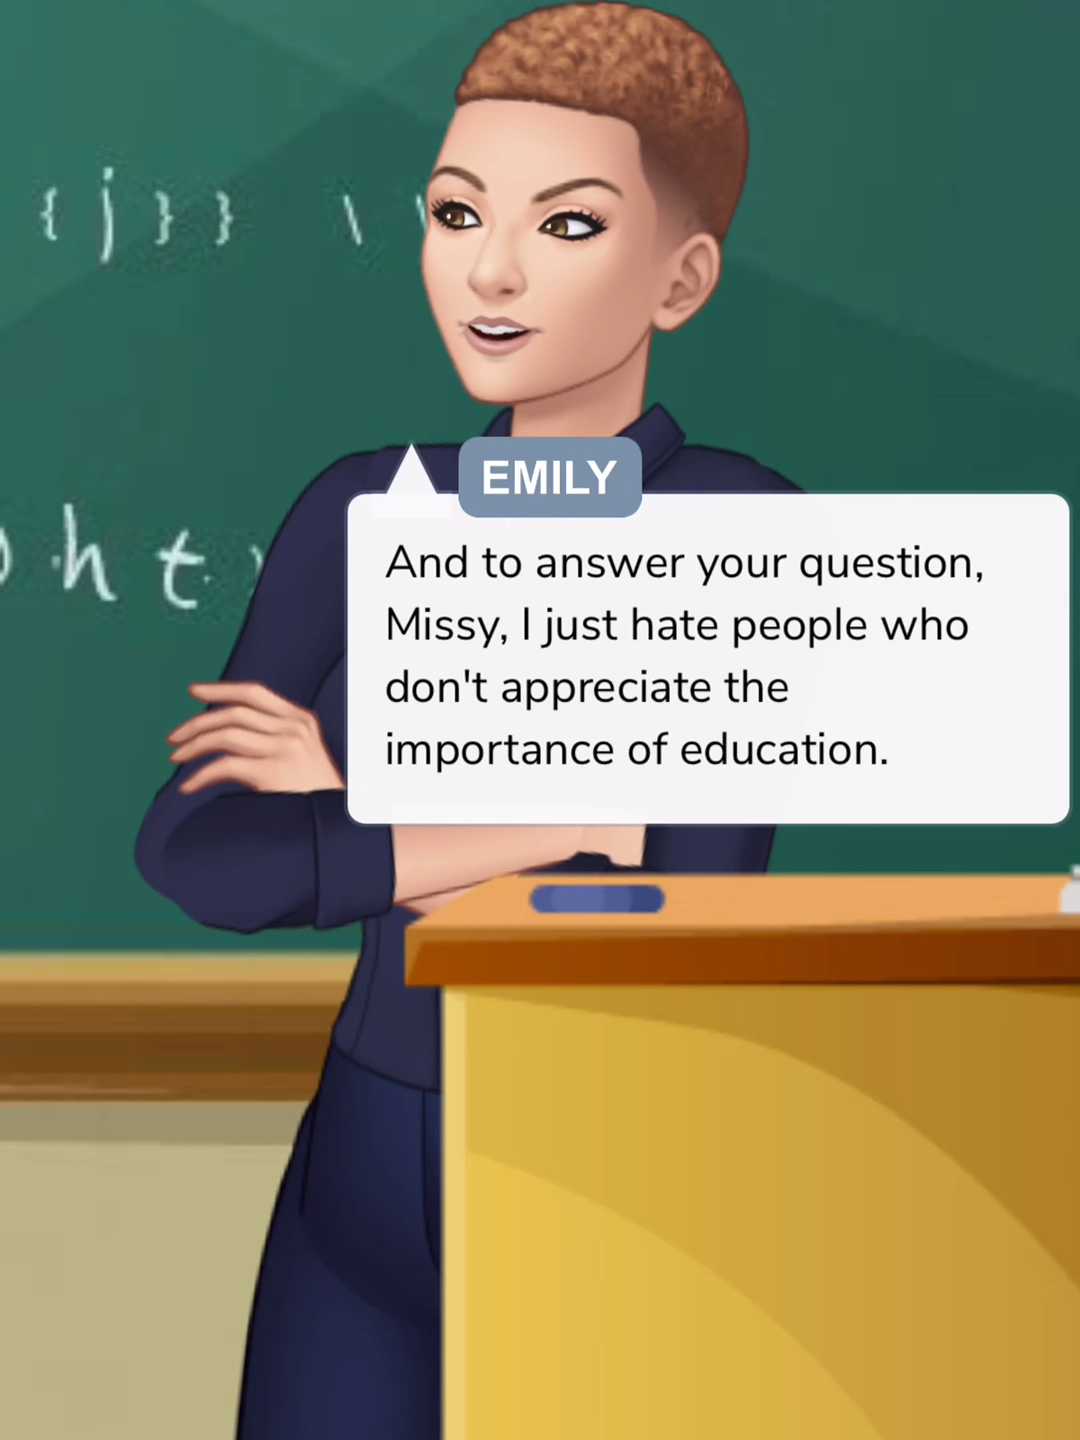 { j } } \
h t
EMILY
And to answer your question,
Missy, I just hate people who
don't appreciate the
importance of education.